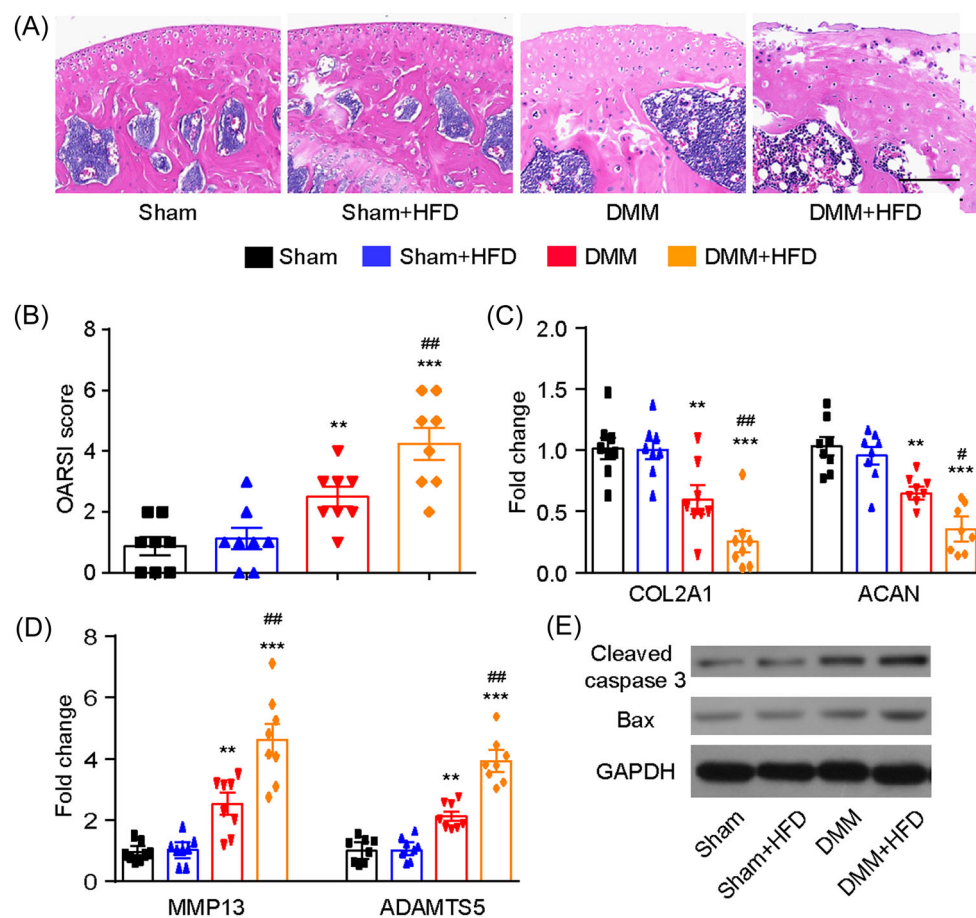 (A)
Sham Sham+HFD DMM DMM+HFD
Sham Sham+HFD DMM DMM+HFD
(B)
OARSI score
8
6
4
2
0
**
##
***
(C)
Fold change
2.0
1.5
1.0
0.5
0.0
**
##
***
**
#
***
COL2A1 ACAN
(D)
Fold change
8
6
4
2
0
**
##
***
**
##
***
MMP13 ADAMTS5
(E)
Cleaved
caspase 3
Bax
GAPDH
Sham
Sham+HFD
DMM
DMM+HFD